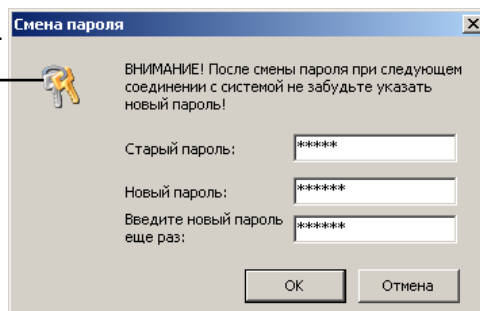 Смена пароля
ВНИМАНИЕ! После смены пароля при следующем
соединении с системой не забудьте указать
новый пароль!
Старый пароль:
*****
Новый пароль:
******
Введите новый пароль
еще раз:
******
OK
Отмена